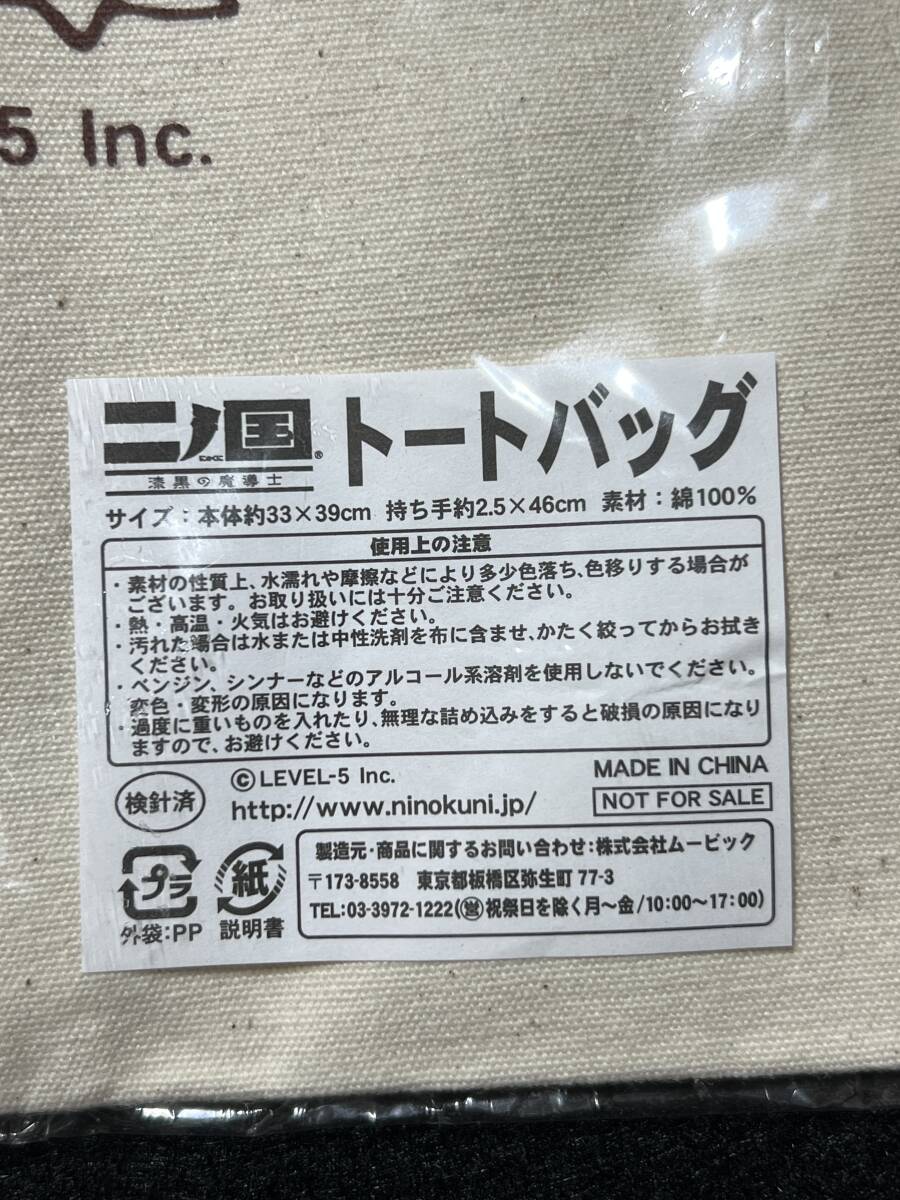 5 Inc.
二ノ国® トートバッグ
漆黒の魔導士
サイズ：本体約33×39cm 持ち手約2.5×46cm 素材：綿100%
使用上の注意
・素材の性質上、水濡れや摩擦などにより多少色落ち、色移りする場合が
ございます。お取り扱いには十分ご注意ください。
・熱・高温・火気はお避けください。
・汚れた場合は水または中性洗剤を布に含ませ、かたく絞ってからお拭き
ください。
・ベンジン、シンナーなどのアルコール系溶剤を使用しないでください。
変色・変形の原因になります。
・過度に重いものを入れたり、無理な詰め込みをすると破損の原因になり
ますので、お避けください。
検針済
©LEVEL-5 Inc.
http://www.ninokuni.jp/
MADE IN CHINA
NOT FOR SALE
プラ
外袋：PP
紙
説明書
製造元・商品に関するお問い合わせ：株式会社ムービック
〒173-8558 東京都板橋区弥生町 77-3
TEL：03-3972-1222(㊡祝祭日を除く月～金/10：00～17：00)